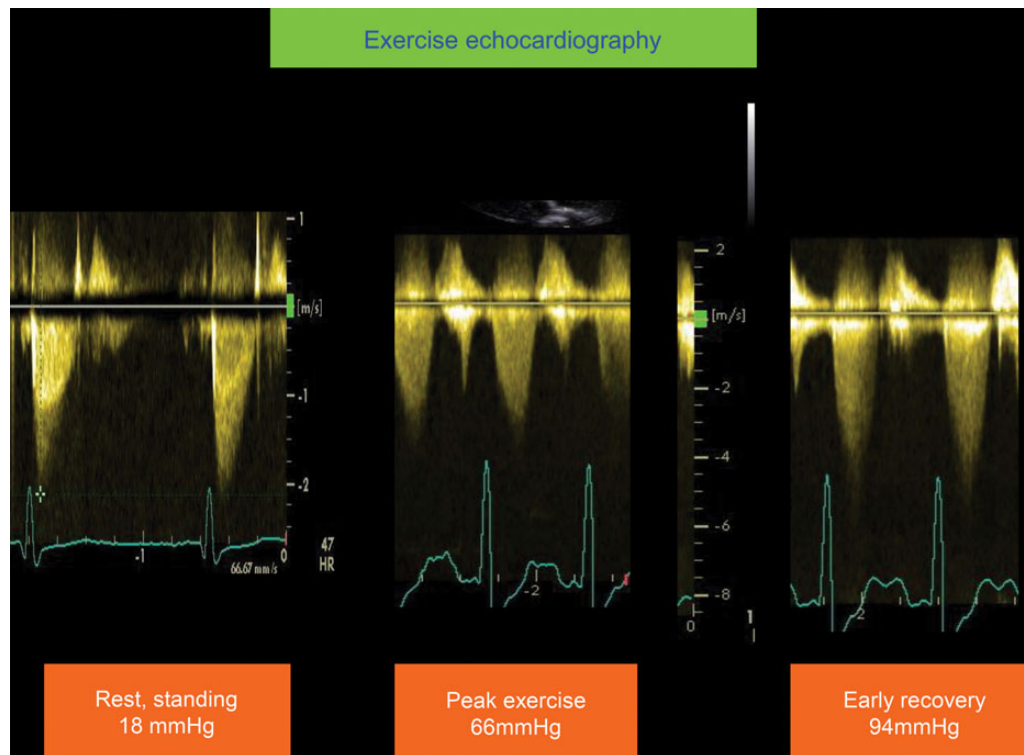 Exercise echocardiography
1
[m/s]
-1
-2
-1
0
66.67 mm/s
47
HR
-2
2
[m/s]
-2
-4
-6
-8
0
1
2
Rest, standing
18 mmHg
Peak exercise
66mmHg
Early recovery
94mmHg